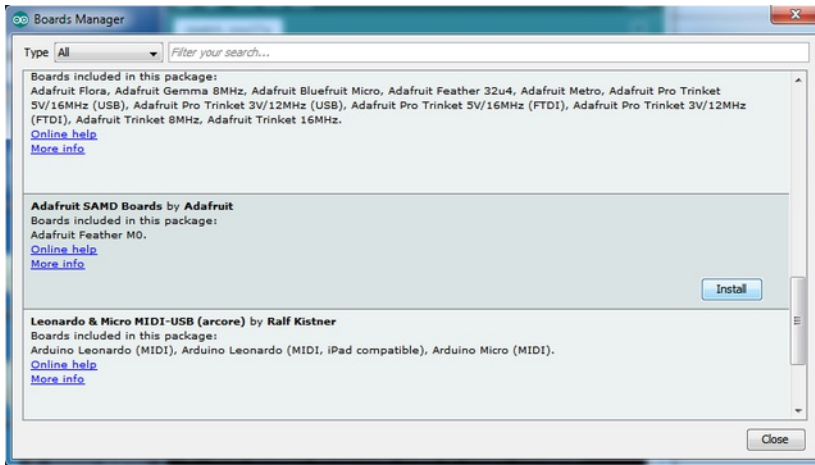 Boards Manager
Type All Filter your search...
Boards included in this package:
Adafruit Flora, Adafruit Gemma 8MHz, Adafruit Bluefruit Micro, Adafruit Feather 32u4, Adafruit Metro, Adafruit Pro Trinket
5V/16MHz (USB), Adafruit Pro Trinket 3V/12MHz (USB), Adafruit Pro Trinket 5V/16MHz (FTDI), Adafruit Pro Trinket 3V/12MHz
(FTDI), Adafruit Trinket 8MHz, Adafruit Trinket 16MHz.
Online help
More info
Adafruit SAMD Boards by Adafruit
Boards included in this package:
Adafruit Feather M0.
Online help
More info
Install
Leonardo & Micro MIDI-USB (arcore) by Ralf Kistner
Boards included in this package:
Arduino Leonardo (MIDI), Arduino Leonardo (MIDI, iPad compatible), Arduino Micro (MIDI).
Online help
More info
Close